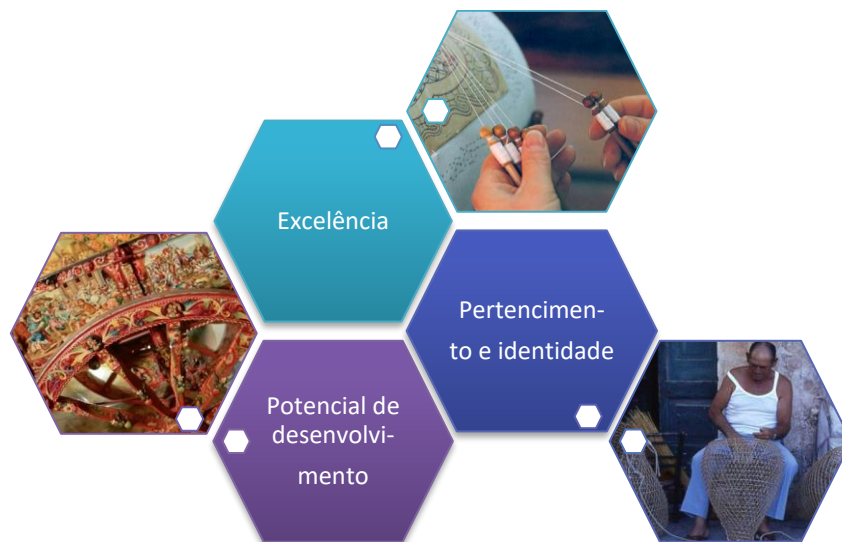 Excelência
Pertencimen-
to e identidade
Potencial de
desenvolvi-
mento